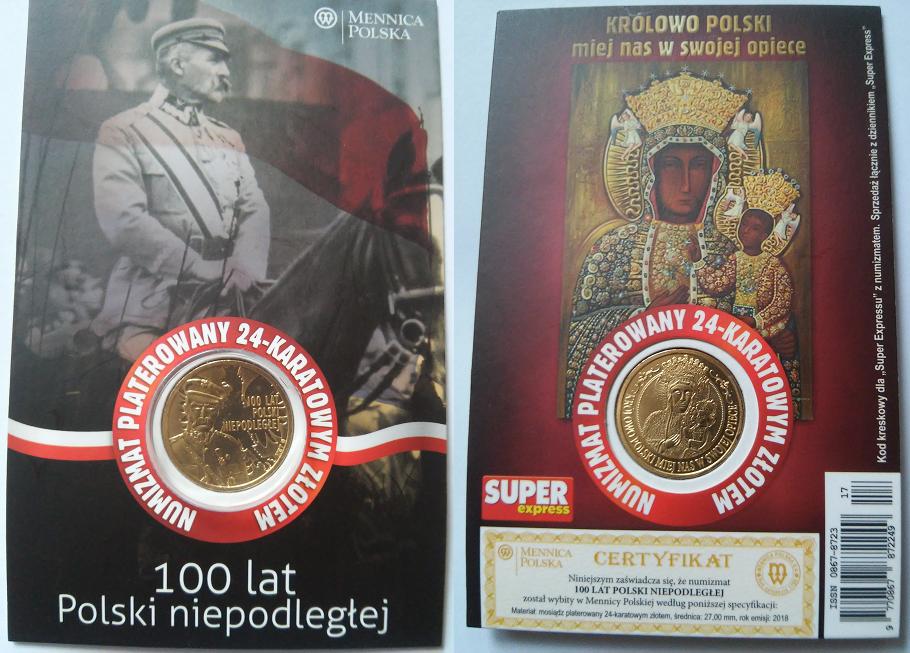 MENNICA
POLSKA
NUMIZMAT PLATEROWANY 24-KARATOWYM ZŁOTEM
100 LAT
POLSKI
NIEPODLEGŁEJ
100 lat
Polski niepodległej
KRÓLOWO POLSKI
miej nas w swojej opiece
NUMIZMAT PLATEROWANY 24-KARATOWYM ZŁOTEM
KRÓLOWO POLSKI MIEJ NAS W SWOJEJ OPIECE
SUPER
express
MENNICA
POLSKA
CERTYFIKAT
Niniejszym zaświadcza się, że numizmat
100 LAT POLSKI NIEPODLEGŁEJ
został wybity w Mennicy Polskiej według poniższej specyfikacji:
Materiał: mosiądz platerowany 24-karatowym złotem, średnica: 27,00 mm, rok emisji: 2018
Kod kreskowy dla „Super Expressu" z numizmatem. Sprzedaż łącznie z dziennikiem „Super Express"
ISSN 0867-8723
17
9 770867 872249